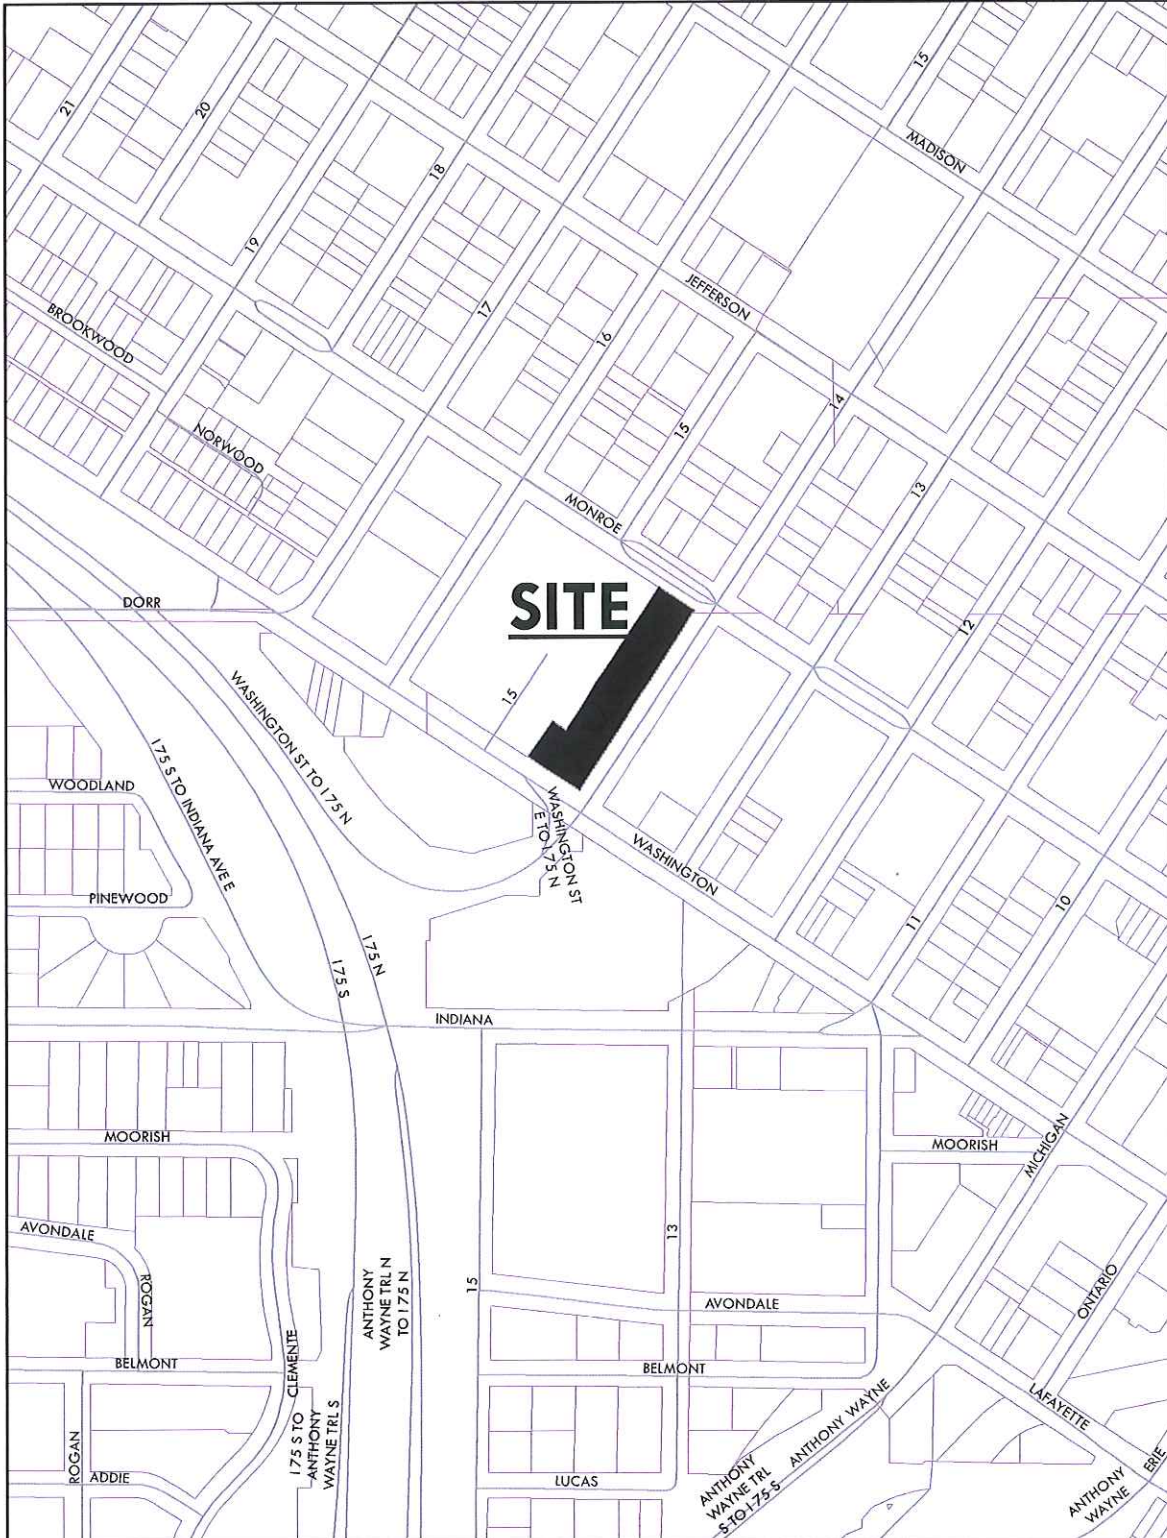 15
21
20
MADISON
18
19
JEFFERSON
17
BROOKWOOD
16
14
15
NORWOOD
13
MONROE
SITE
DORR
12
WASHINGTON ST TO I 75 N
15
I 75 S TO INDIANA AVE E
WOODLAND
WASHINGTON ST
E TO I 75 N
WASHINGTON
PINEWOOD
10
11
I 75 N
I 75 S
INDIANA
MOORISH
MOORISH
MICHIGAN
AVONDALE
13
ROGAN
ANTHONY
WAYNE TRL N
TO I 75 N
15
ONTARIO
AVONDALE
BELMONT
CLEMENTE
BELMONT
LAFAYETTE
I 75 S TO
ANTHONY
WAYNE TRL S
ANTHONY WAYNE
ROGAN
ADDIE
LUCAS
ANTHONY
WAYNE TRL
S TO I-75 S
ERIE
ANTHONY
WAYNE